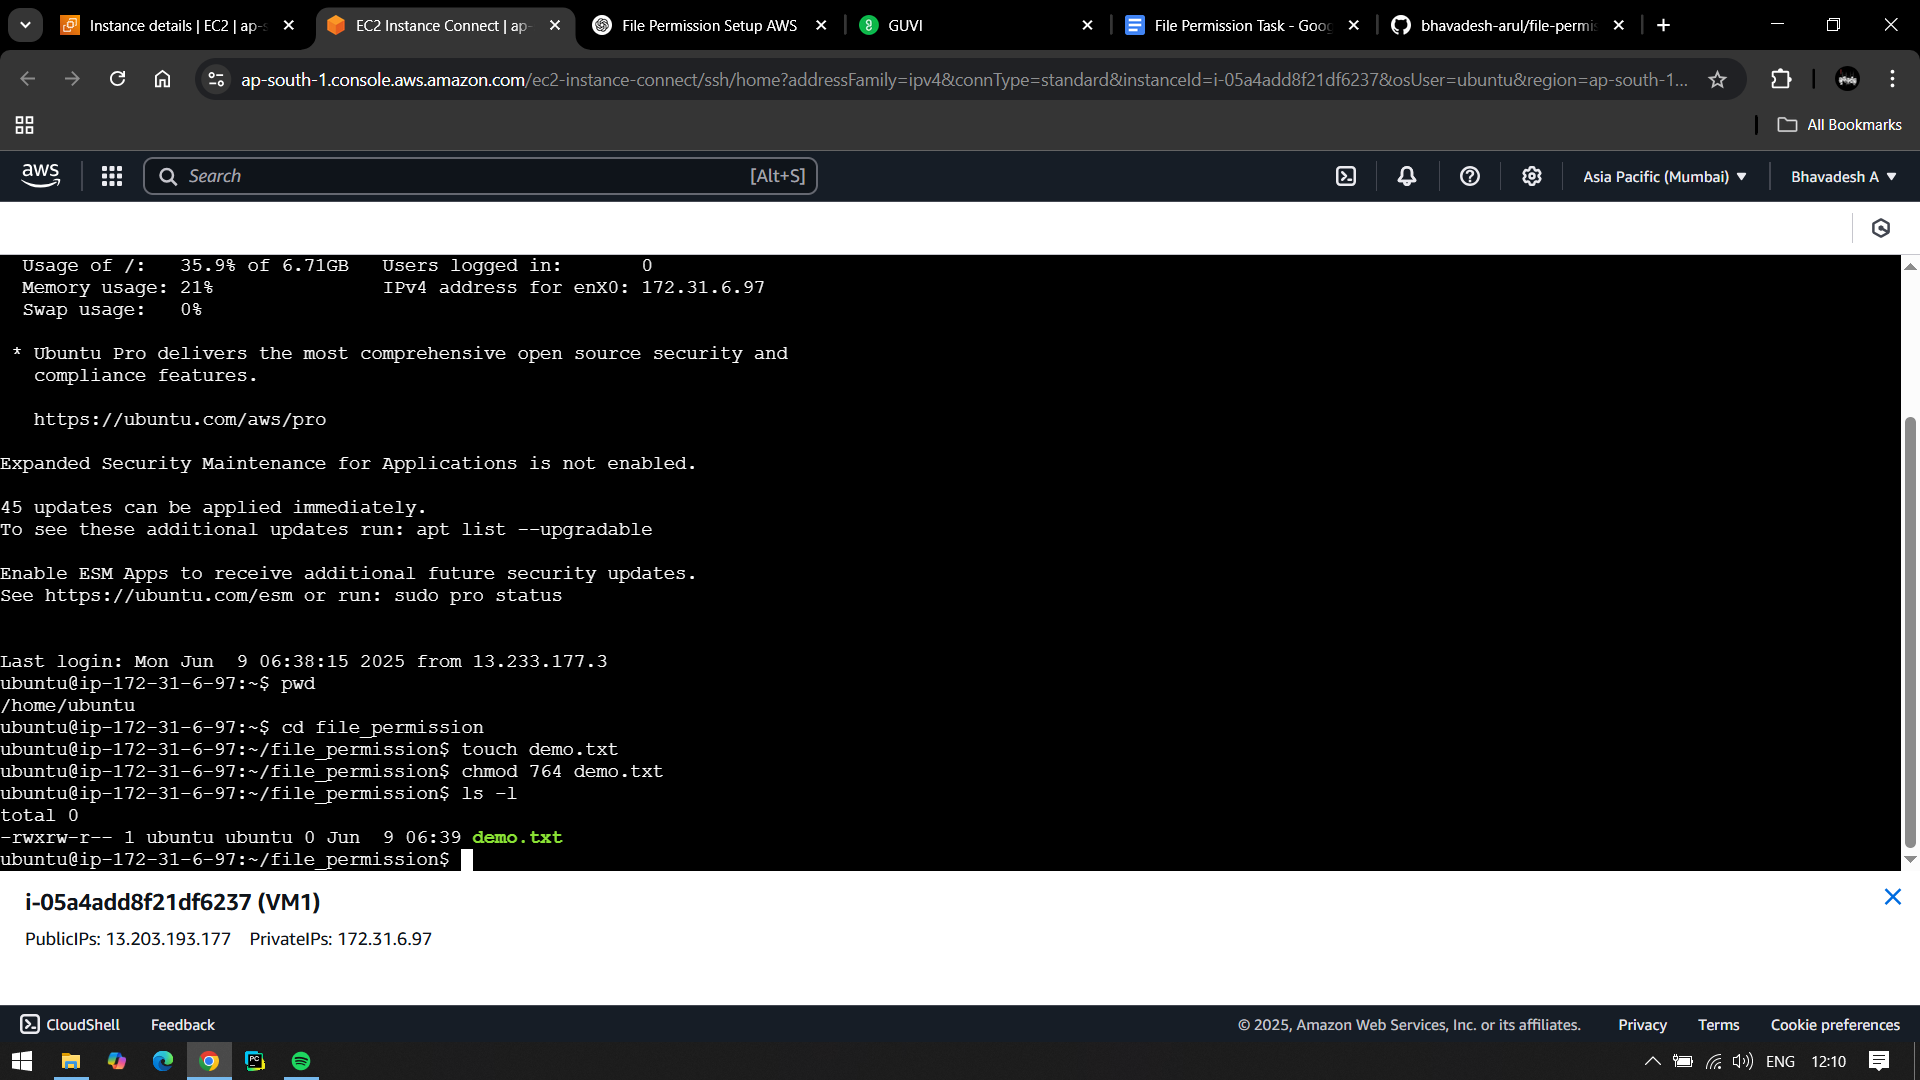 Instance details | EC2 | ap-s
EC2 Instance Connect | ap-
File Permission Setup AWS
GUVI
File Permission Task - Goog
bhavadesh-arul/file-permis
ap-south-1.console.aws.amazon.com/ec2-instance-connect/ssh/home?addressFamily=ipv4&connType=standard&instanceId=i-05a4add8f21df6237&osUser=ubuntu&region=ap-south-1...
All Bookmarks
aws
Search
[Alt+S]
Asia Pacific (Mumbai)
Bhavadesh A
Usage of /:   35.9% of 6.71GB   Users logged in:       0
Memory usage: 21%               IPv4 address for enX0: 172.31.6.97
Swap usage:   0%
* Ubuntu Pro delivers the most comprehensive open source security and
compliance features.
https://ubuntu.com/aws/pro
Expanded Security Maintenance for Applications is not enabled.
45 updates can be applied immediately.
To see these additional updates run: apt list --upgradable
Enable ESM Apps to receive additional future security updates.
See https://ubuntu.com/esm or run: sudo pro status
Last login: Mon Jun  9 06:38:15 2025 from 13.233.177.3
ubuntu@ip-172-31-6-97:~$ pwd
/home/ubuntu
ubuntu@ip-172-31-6-97:~$ cd file_permission
ubuntu@ip-172-31-6-97:~/file_permission$ touch demo.txt
ubuntu@ip-172-31-6-97:~/file_permission$ chmod 764 demo.txt
ubuntu@ip-172-31-6-97:~/file_permission$ ls -l
total 0
-rwxrw-r-- 1 ubuntu ubuntu 0 Jun  9 06:39 demo.txt
ubuntu@ip-172-31-6-97:~/file_permission$
i-05a4add8f21df6237 (VM1)
PublicIPs: 13.203.193.177    PrivateIPs: 172.31.6.97
CloudShell
Feedback
© 2025, Amazon Web Services, Inc. or its affiliates.
Privacy
Terms
Cookie preferences
PC
ENG
12:10